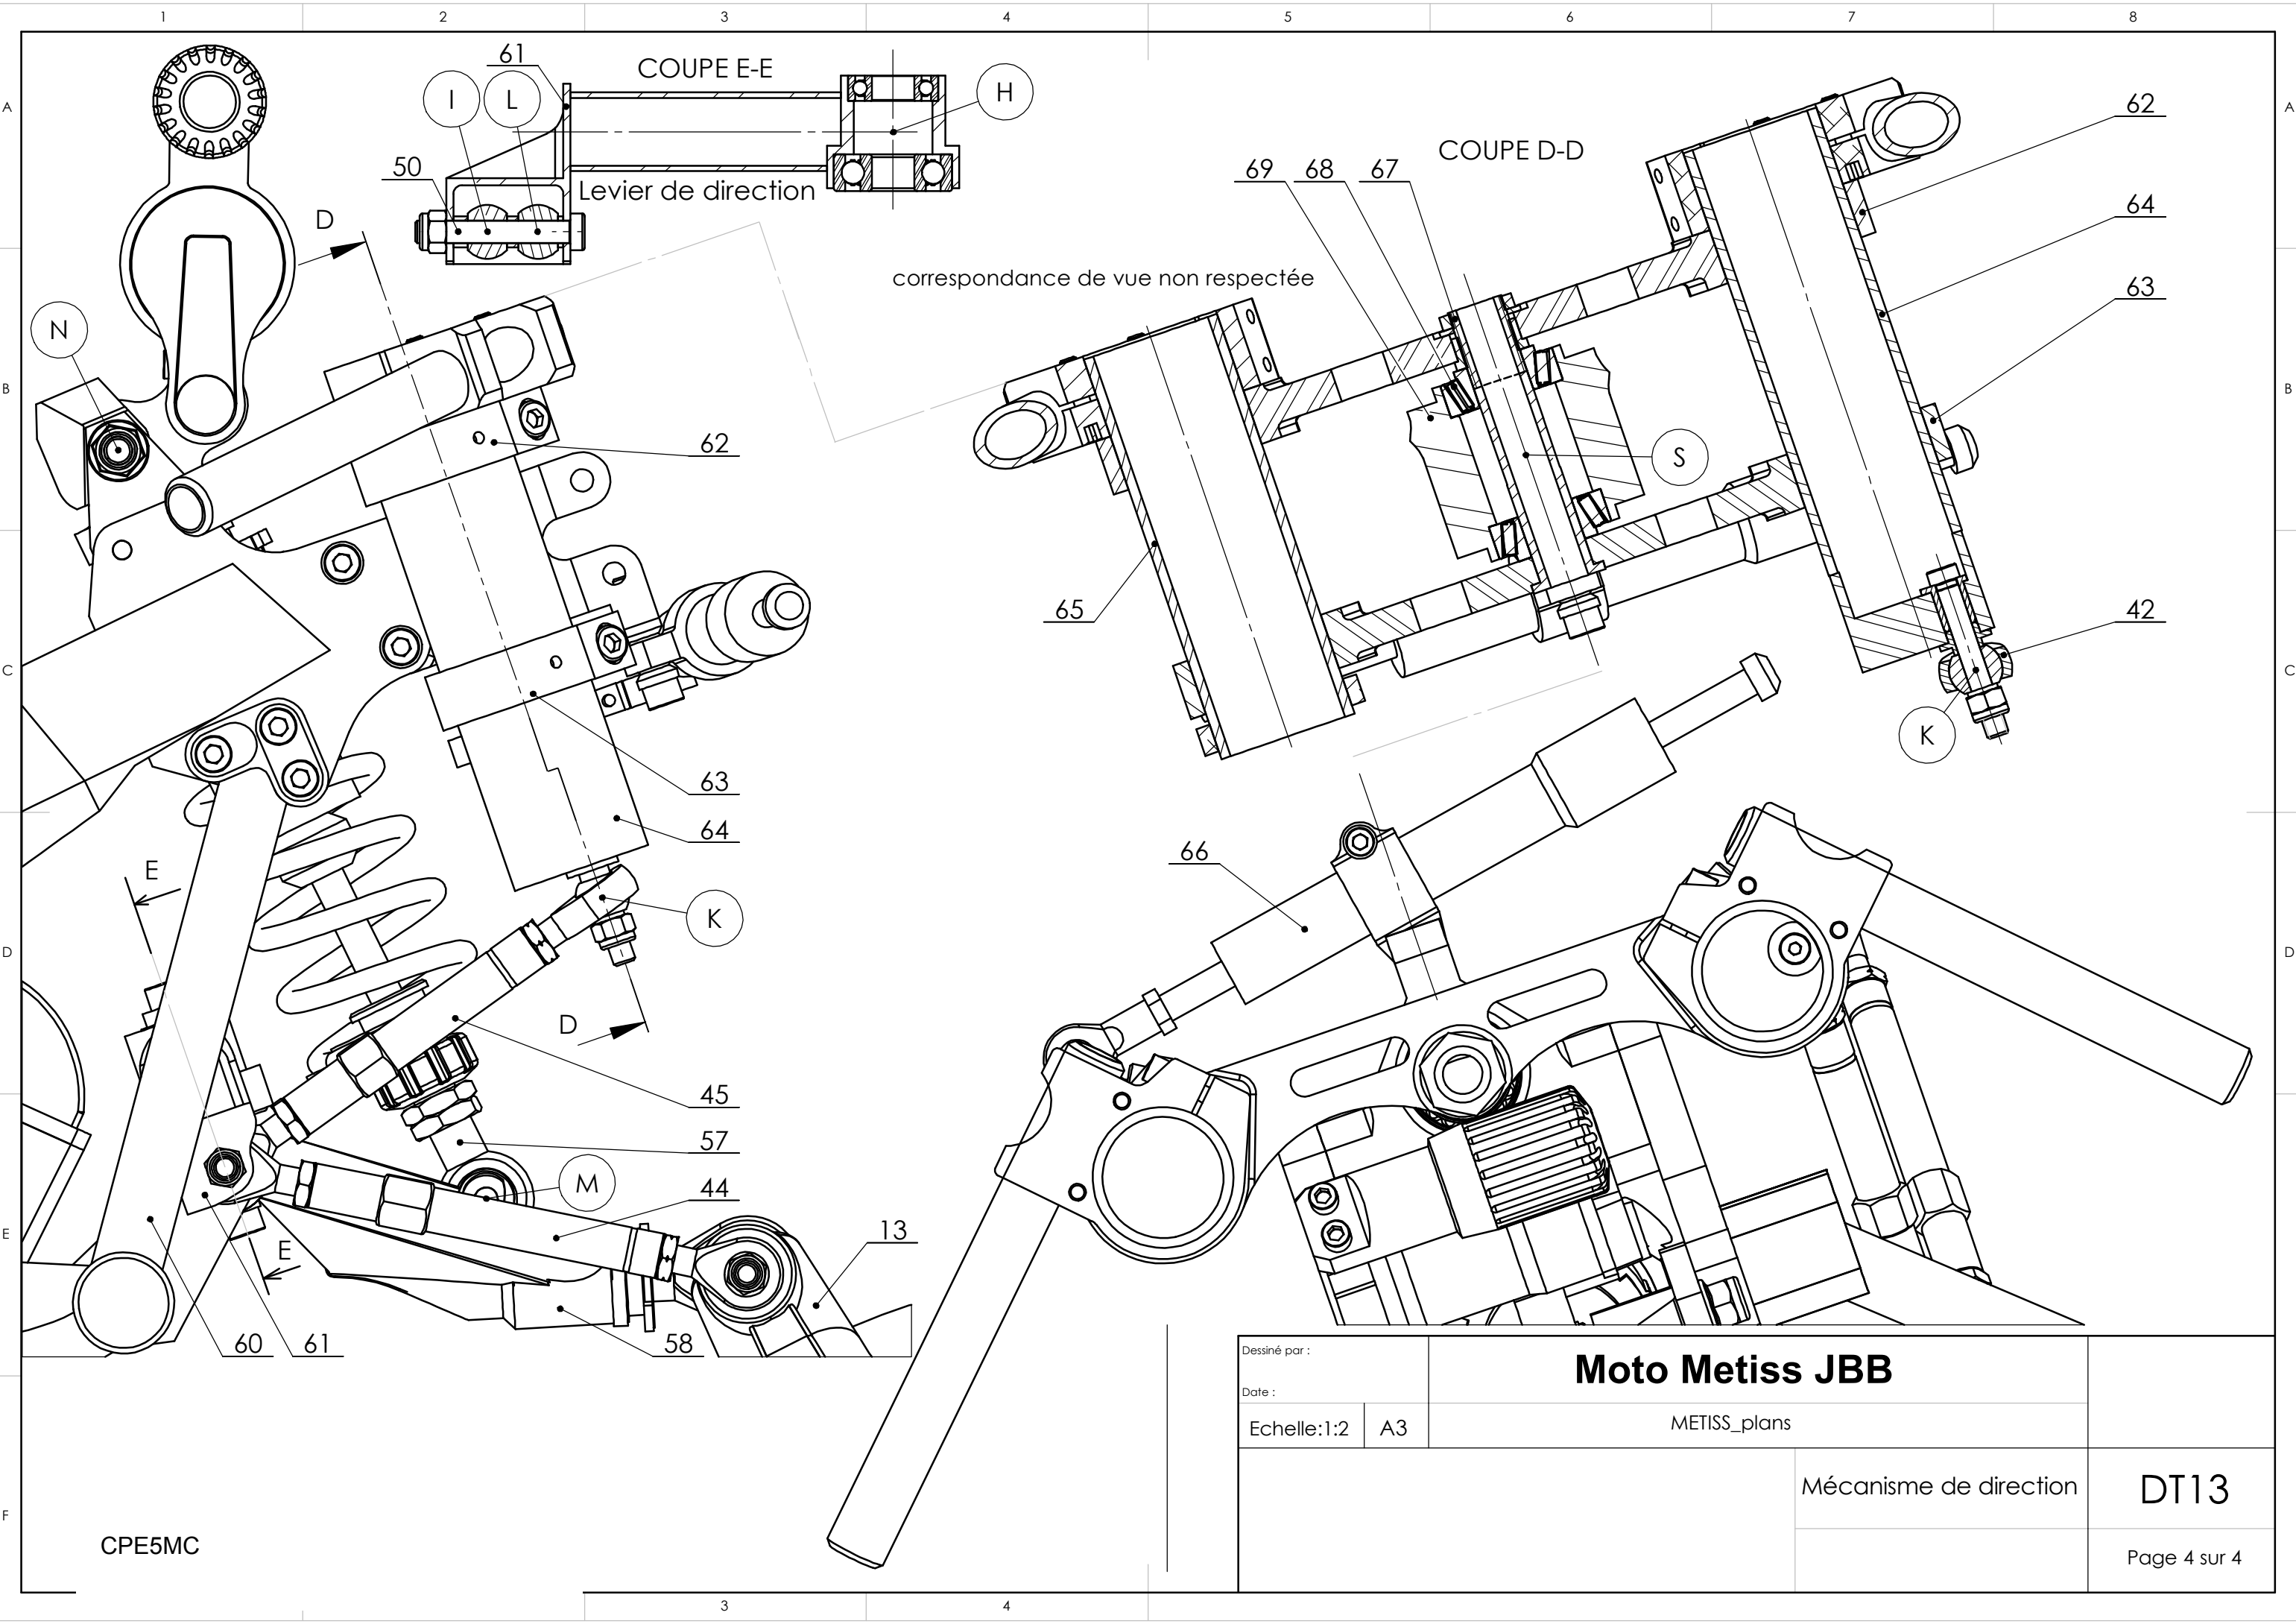 1 2 3 4 5 6 7 8
A A
61
COUPE E-E
I L H
50
Levier de direction
D
COUPE D-D
69 68 67
62
64
63
correspondance de vue non respectée
N
B B
62
S
65
42
C C
63
64
K
K
66
E
D D
D
45
57
M
44
13
E E
E
60 61 58
Dessiné par :
Date :
Moto Metiss JBB
Echelle:1:2 A3
METISS_plans
Mécanisme de direction
DT13
F
CPE5MC
Page 4 sur 4
3 4